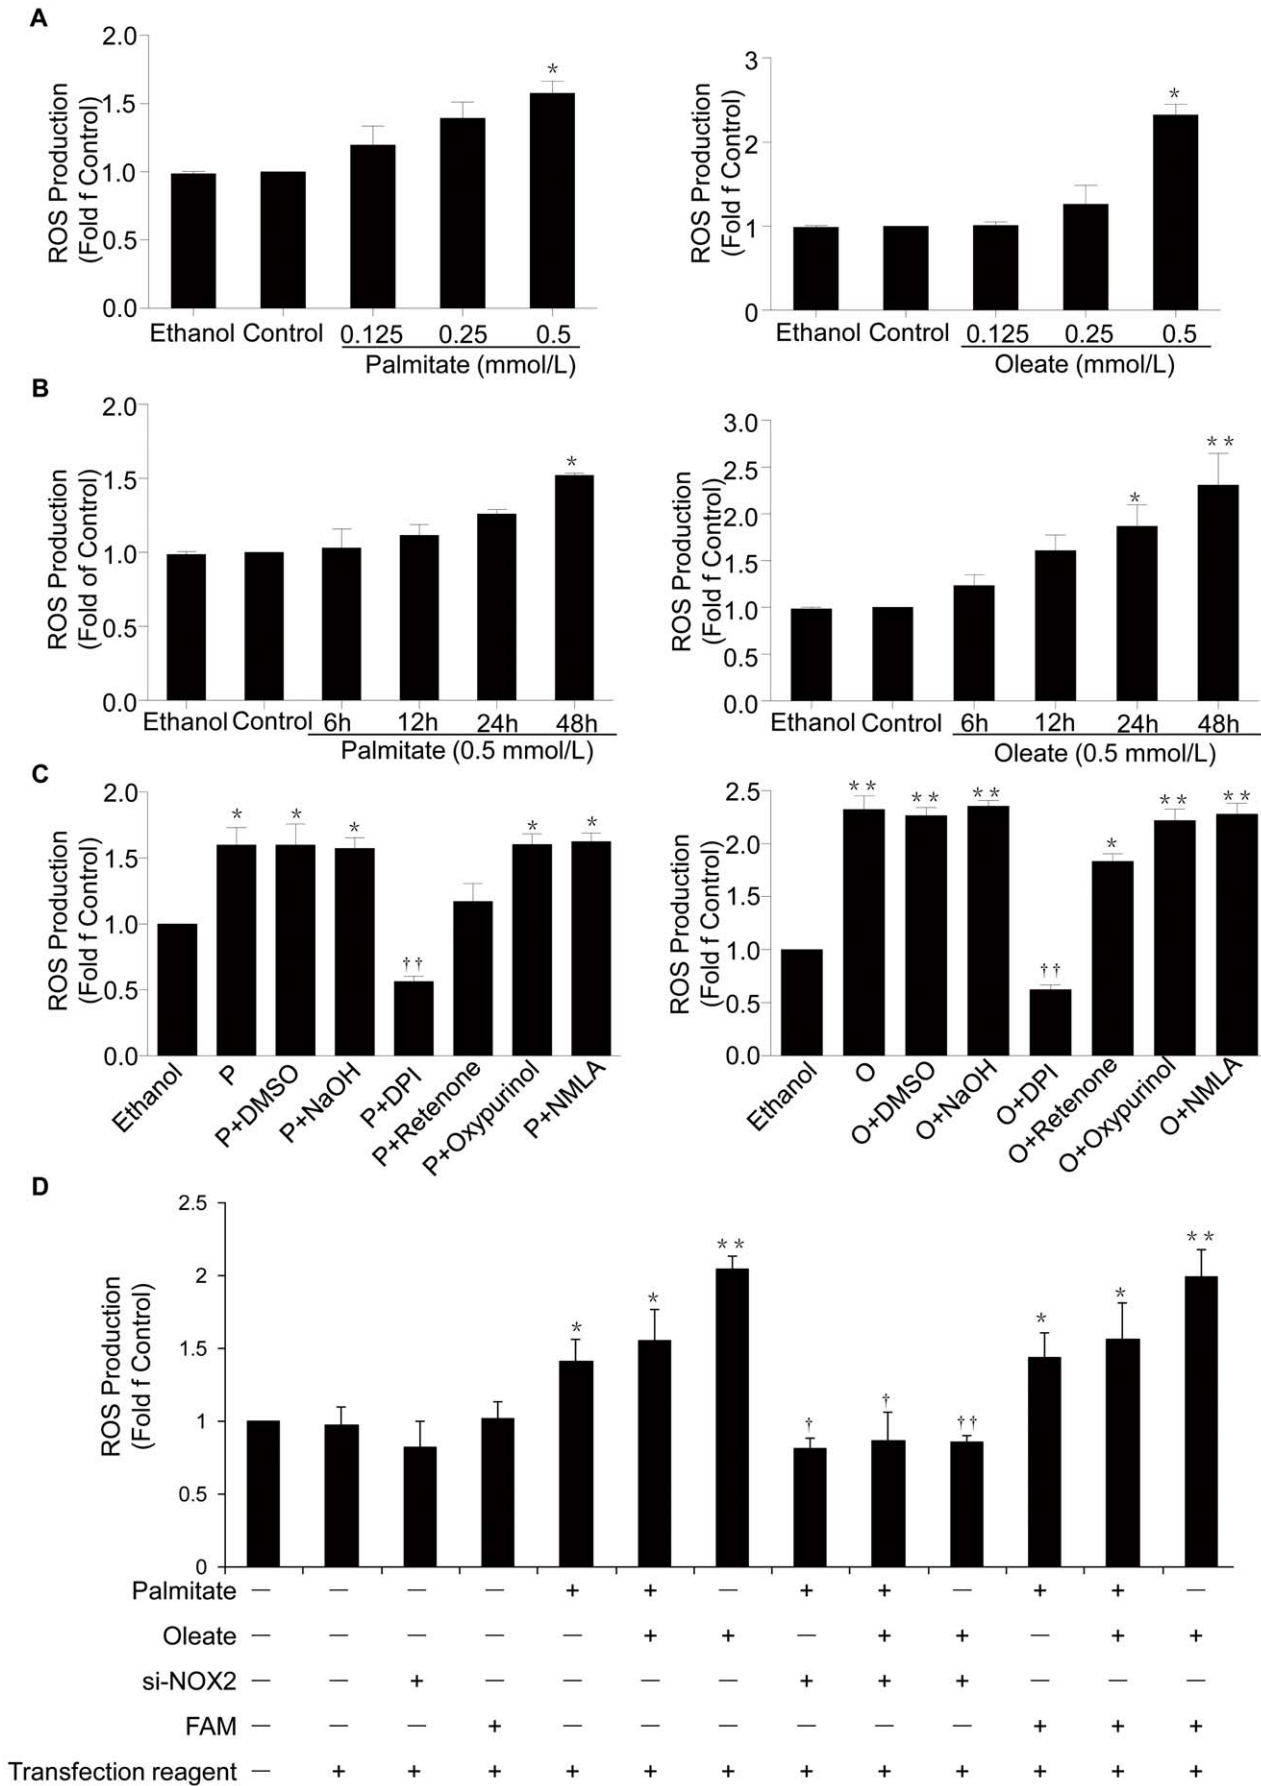 A
ROS Production
(Fold f Control)
2.0
1.5
1.0
0.5
0.0
*
Ethanol Control 0.125 0.25 0.5
Palmitate (mmol/L)
ROS Production
(Fold f Control)
3
2
1
0
*
Ethanol Control 0.125 0.25 0.5
Oleate (mmol/L)
B
ROS Production
(Fold of Control)
2.0
1.5
1.0
0.5
0.0
*
Ethanol Control 6h 12h 24h 48h
Palmitate (0.5 mmol/L)
ROS Production
(Fold f Control)
3.0
2.5
2.0
1.5
1.0
0.5
0.0
* **
Ethanol Control 6h 12h 24h 48h
Oleate (0.5 mmol/L)
C
ROS Production
(Fold f Control)
2.0
1.5
1.0
0.5
0.0
* * * †† * *
Ethanol P P+DMSO P+NaOH P+DPI P+Retenone P+Oxypurinol P+NMLA
ROS Production
(Fold f Control)
2.5
2.0
1.5
1.0
0.5
0.0
** ** ** †† * ** **
Ethanol O O+DMSO O+NaOH O+DPI O+Retenone O+Oxypurinol O+NMLA
D
ROS Production
(Fold f Control)
2.5
2
1.5
1
0.5
0
* * ** † † †† * * **
Palmitate — — — — + + — + + — + + —
Oleate — — — — — + + — + + — + +
si-NOX2 — — + — — — — + + + — — —
FAM — — — + — — — — — — + + +
Transfection reagent — + + + + + + + + + + + +